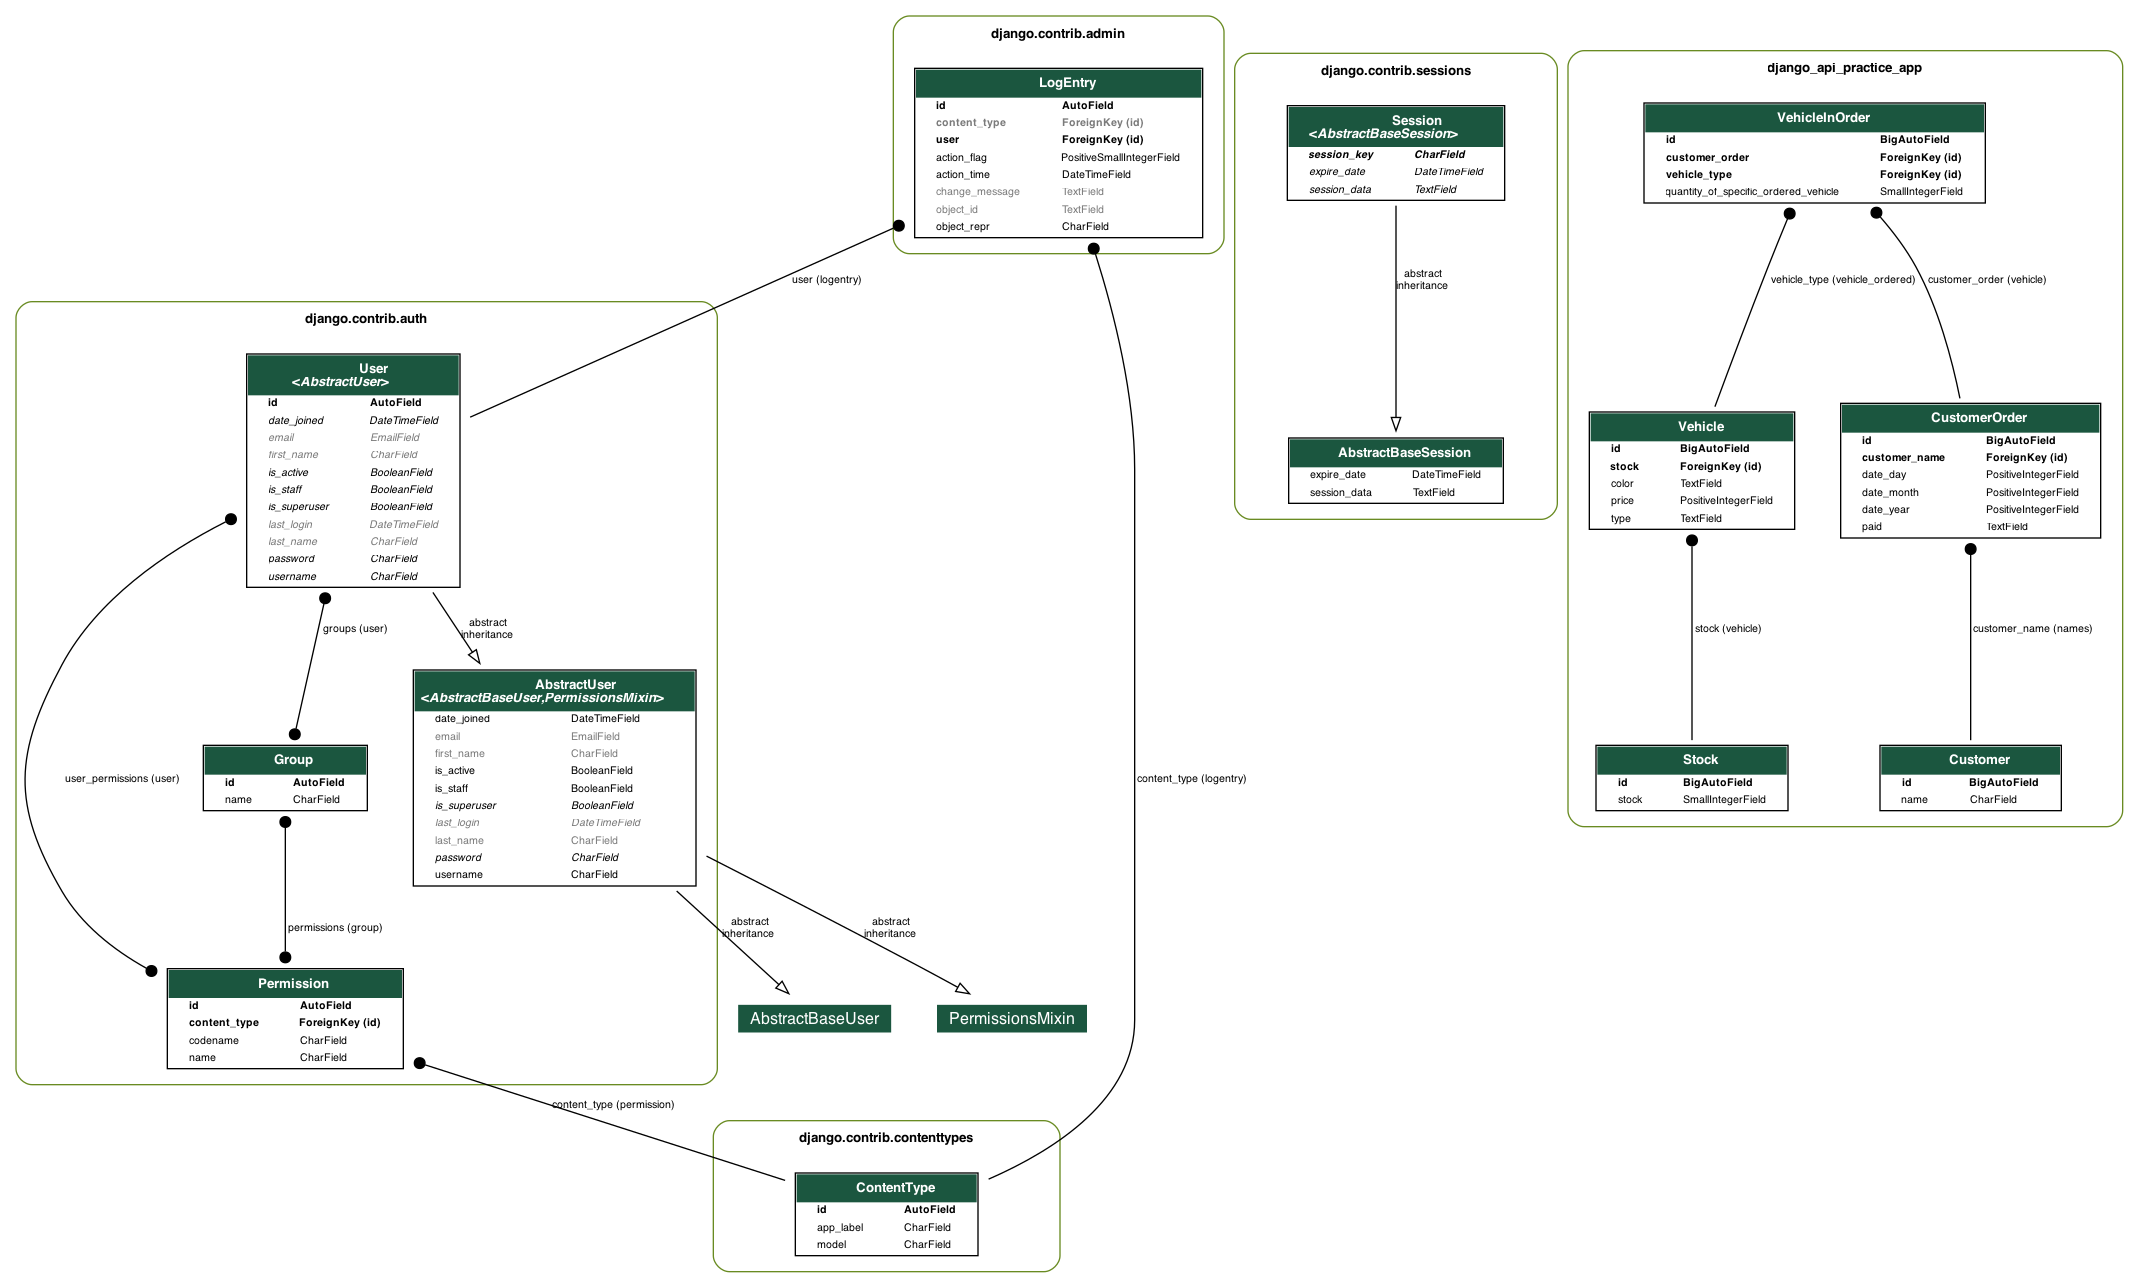 django.contrib.admin
LogEntry
id AutoField
content_type ForeignKey (id)
user ForeignKey (id)
action_flag PositiveSmallIntegerField
action_time DateTimeField
change_message TextField
object_id TextField
object_repr CharField
django.contrib.sessions
Session
<AbstractBaseSession>
session_key CharField
expire_date DateTimeField
session_data TextField
abstract
inheritance
AbstractBaseSession
expire_date DateTimeField
session_data TextField
django_api_practice_app
VehicleInOrder
id BigAutoField
customer_order ForeignKey (id)
vehicle_type ForeignKey (id)
quantity_of_specific_ordered_vehicle SmallIntegerField
vehicle_type (vehicle_ordered)
customer_order (vehicle)
Vehicle
id BigAutoField
stock ForeignKey (id)
color TextField
price PositiveIntegerField
type TextField
CustomerOrder
id BigAutoField
customer_name ForeignKey (id)
date_day PositiveIntegerField
date_month PositiveIntegerField
date_year PositiveIntegerField
paid TextField
stock (vehicle)
customer_name (names)
Stock
id BigAutoField
stock SmallIntegerField
Customer
id BigAutoField
name CharField
user (logentry)
django.contrib.auth
User
<AbstractUser>
id AutoField
date_joined DateTimeField
email EmailField
first_name CharField
is_active BooleanField
is_staff BooleanField
is_superuser BooleanField
last_login DateTimeField
last_name CharField
password CharField
username CharField
groups (user)
abstract
inheritance
AbstractUser
<AbstractBaseUser,PermissionsMixin>
date_joined DateTimeField
email EmailField
first_name CharField
is_active BooleanField
is_staff BooleanField
is_superuser BooleanField
last_login DateTimeField
last_name CharField
password CharField
username CharField
user_permissions (user)
Group
id AutoField
name CharField
content_type (logentry)
permissions (group)
abstract
inheritance
abstract
inheritance
Permission
id AutoField
content_type ForeignKey (id)
codename CharField
name CharField
AbstractBaseUser
PermissionsMixin
content_type (permission)
django.contrib.contenttypes
ContentType
id AutoField
app_label CharField
model CharField